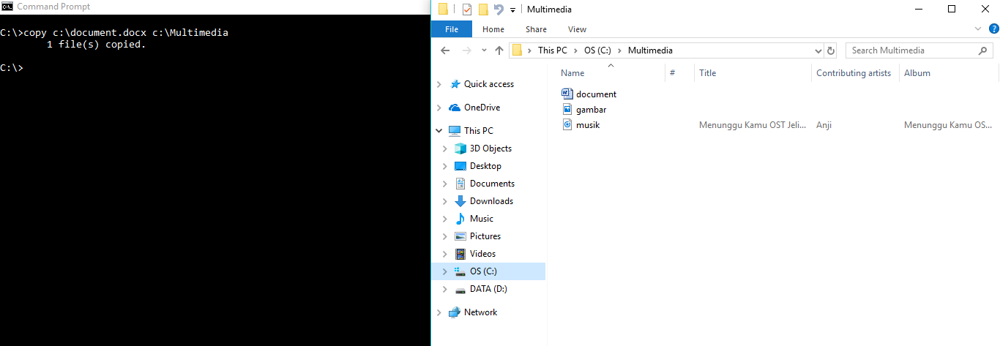 Command Prompt
C:\>copy c:\document.docx c:\Multimedia
1 file(s) copied.
C:\>
Multimedia
File Home Share View
This PC OS (C:) Multimedia
Search Multimedia
Quick access
OneDrive
This PC
3D Objects
Desktop
Documents
Downloads
Music
Pictures
Videos
OS (C:)
DATA (D:)
Network
Name # Title Contributing artists Album
document
gambar
musik Menunggu Kamu OST Jeli... Anji Menunggu Kamu OS...